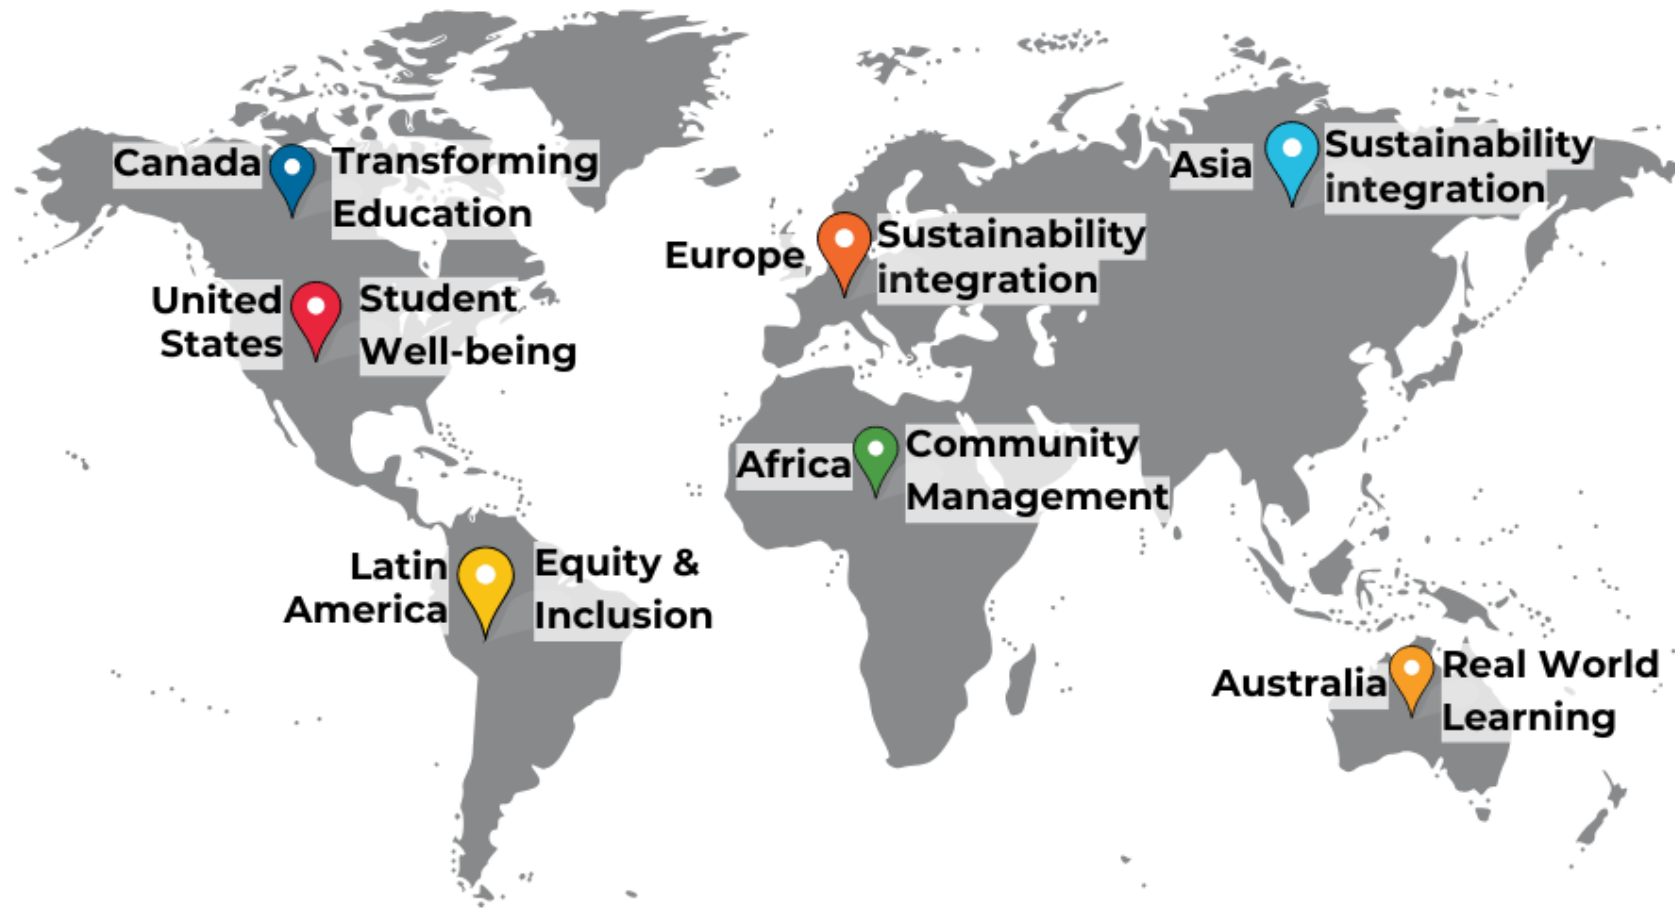 Canada
Transforming
Education
United
States
Student
Well-being
Latin
America
Equity &
Inclusion
Europe
Sustainability
integration
Africa
Community
Management
Asia
Sustainability
integration
Australia
Real World
Learning